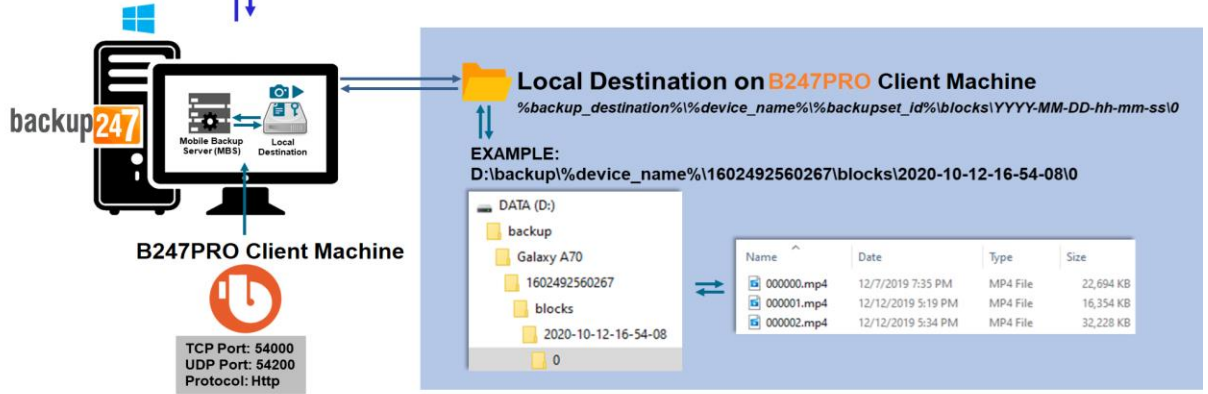 backup247
Mobile Backup
Server (MBS)
Local
Destination
B247PRO Client Machine
TCP Port: 54000
UDP Port: 54200
Protocol: Http
Local Destination on B247PRO Client Machine
%backup_destination%\%device_name%\%backupset_id%\blocks\YYYY-MM-DD-hh-mm-ss\0
EXAMPLE:
D:\backup\%device_name%\1602492560267\blocks\2020-10-12-16-54-08\0
DATA (D:)
backup
Galaxy A70
1602492560267
blocks
2020-10-12-16-54-08
0
Name Date Type Size
000000.mp4 12/7/2019 7:35 PM MP4 File 22,694 KB
000001.mp4 12/12/2019 5:19 PM MP4 File 16,354 KB
000002.mp4 12/12/2019 5:34 PM MP4 File 32,228 KB